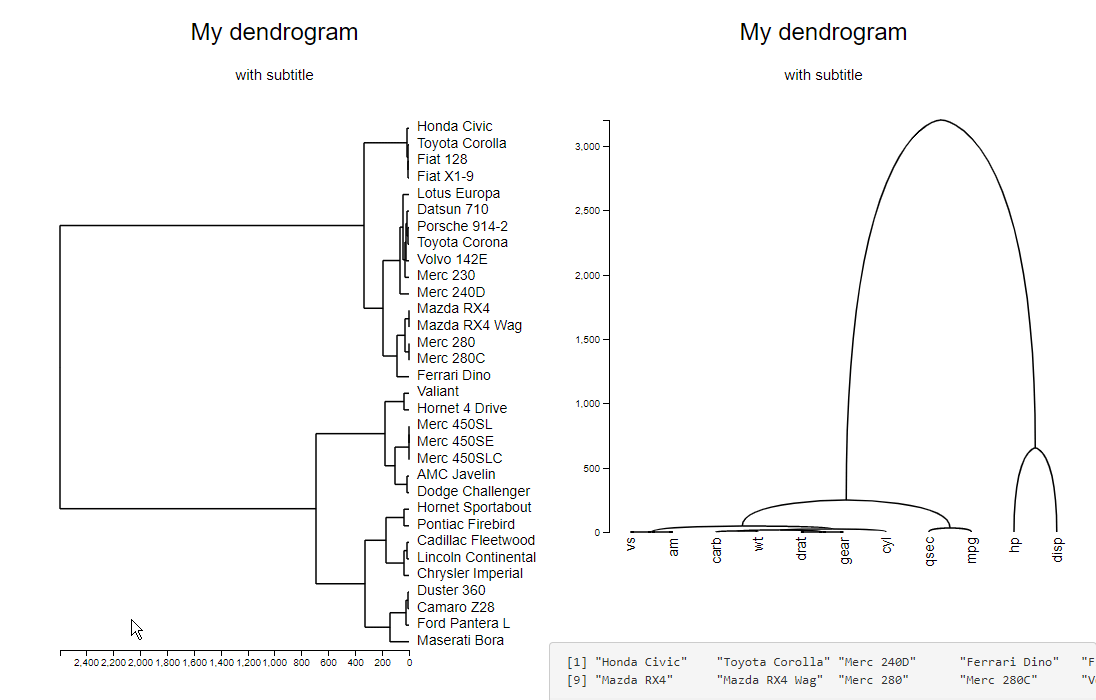 My dendrogram
with subtitle
Honda Civic
Toyota Corolla
Fiat 128
Fiat X1-9
Lotus Europa
Datsun 710
Porsche 914-2
Toyota Corona
Volvo 142E
Merc 230
Merc 240D
Mazda RX4
Mazda RX4 Wag
Merc 280
Merc 280C
Ferrari Dino
Valiant
Hornet 4 Drive
Merc 450SL
Merc 450SE
Merc 450SLC
AMC Javelin
Dodge Challenger
Hornet Sportabout
Pontiac Firebird
Cadillac Fleetwood
Lincoln Continental
Chrysler Imperial
Duster 360
Camaro Z28
Ford Pantera L
Maserati Bora
2,400 2,200 2,000 1,800 1,600 1,400 1,200 1,000 800 600 400 200 0
My dendrogram
with subtitle
3,000
2,500
2,000
1,500
1,000
500
0
vs am carb wt drat gear cyl qsec mpg hp disp
[1] "Honda Civic" "Toyota Corolla" "Merc 240D" "Ferrari Dino" "F
[9] "Mazda RX4" "Mazda RX4 Wag" "Merc 280" "Merc 280C"